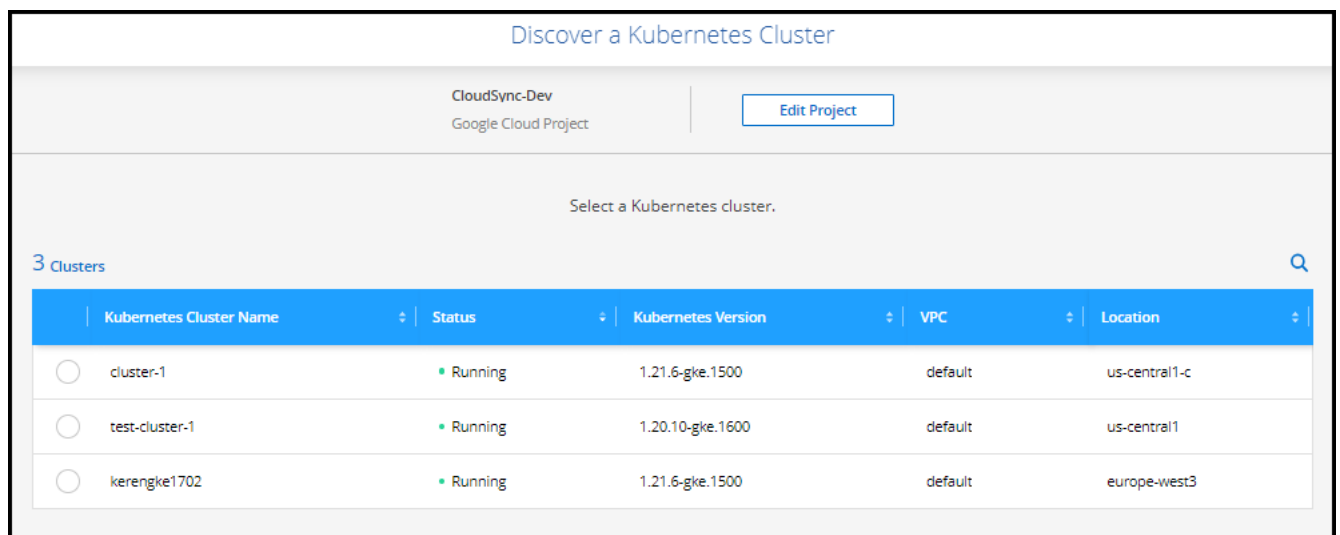 Discover a Kubernetes Cluster
CloudSync-Dev
Google Cloud Project
Edit Project
Select a Kubernetes cluster.
3 Clusters
Kubernetes Cluster Name Status Kubernetes Version VPC Location
cluster-1 Running 1.21.6-gke.1500 default us-central1-c
test-cluster-1 Running 1.20.10-gke.1600 default us-central1
kerengke1702 Running 1.21.6-gke.1500 default europe-west3